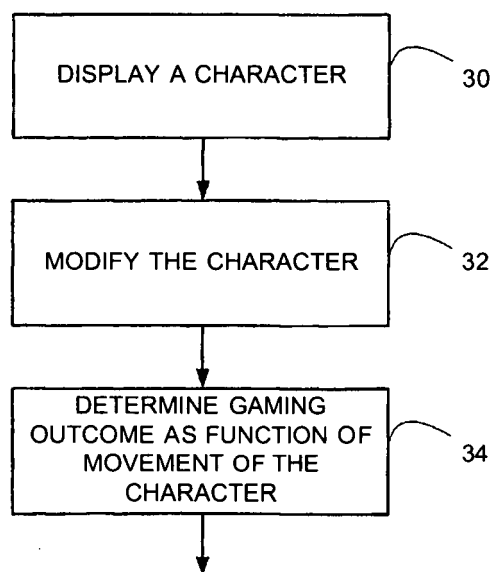 DISPLAY A CHARACTER
30
MODIFY THE CHARACTER
32
DETERMINE GAMING
OUTCOME AS FUNCTION OF
MOVEMENT OF THE
CHARACTER
34